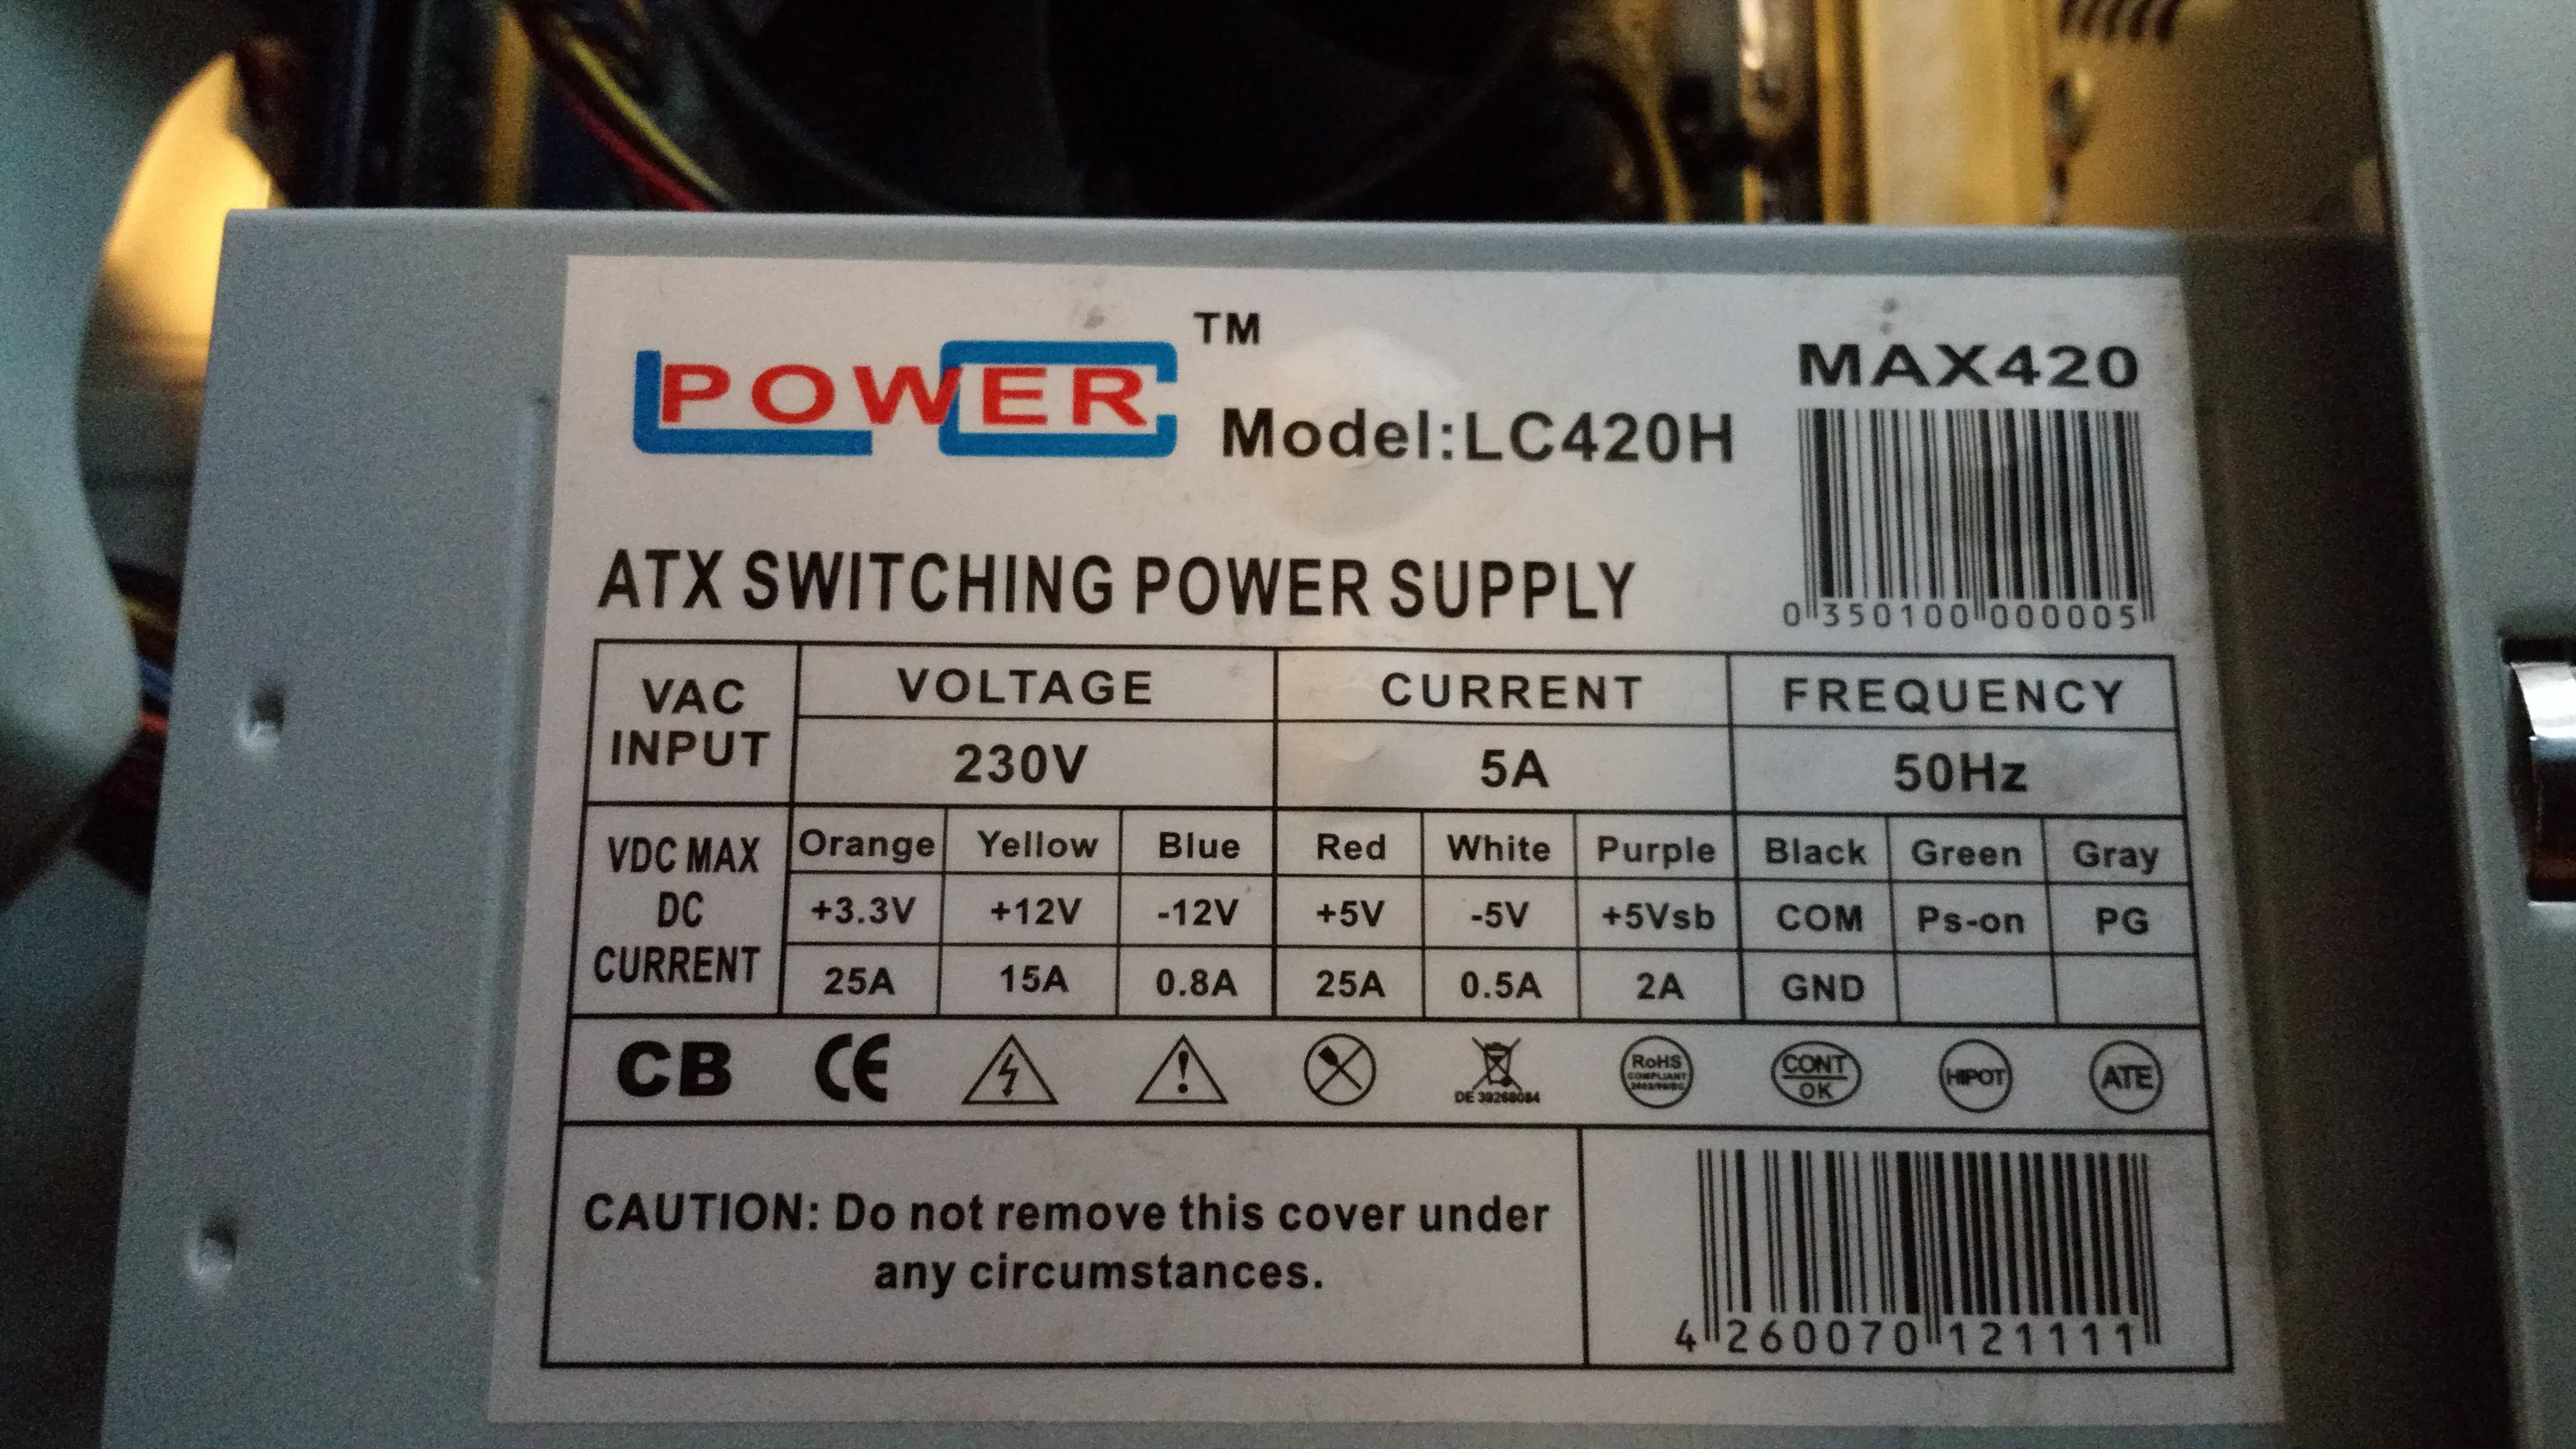 POWER TM
MAX420
Model:LC420H
0 350100 000005
ATX SWITCHING POWER SUPPLY
VAC INPUT VOLTAGE CURRENT FREQUENCY
230V 5A 50Hz
VDC MAX DC CURRENT
Orange Yellow Blue Red White Purple Black Green Gray
+3.3V +12V -12V +5V -5V +5Vsb COM Ps-on PG
25A 15A 0.8A 25A 0.5A 2A GND
CB CE RoHS COMPLIANT CONT OK HIPOT ATE
CAUTION: Do not remove this cover under
any circumstances.
4 260070 121111